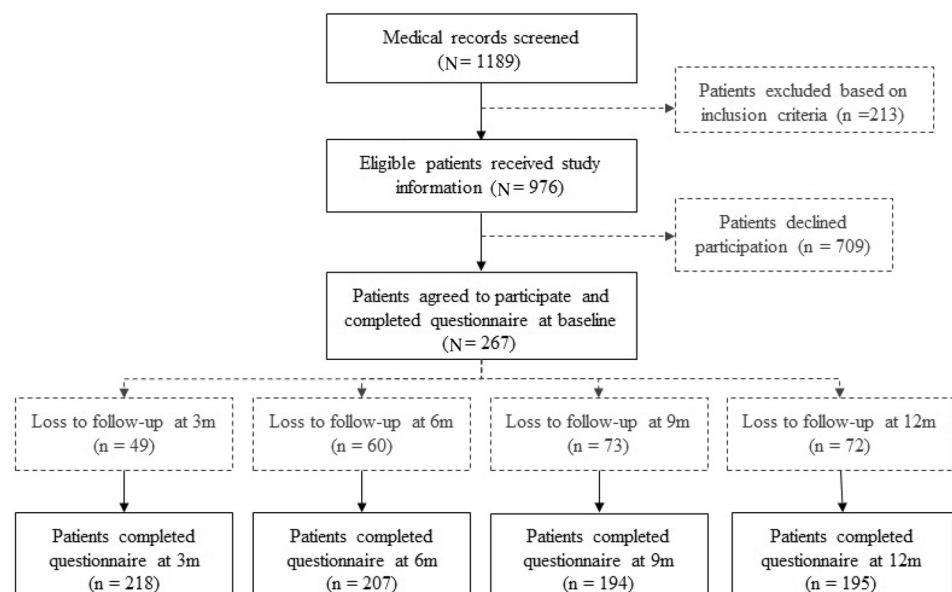 Medical records screened
(N= 1189)
Patients excluded based on
inclusion criteria (n =213)
Eligible patients received study
information (N= 976)
Patients declined
participation (n = 709)
Patients agreed to participate and
completed questionnaire at baseline
(N= 267)
Loss to follow-up at 3m
(n = 49)
Loss to follow-up at 6m
(n = 60)
Loss to follow-up at 9m
(n = 73)
Loss to follow-up at 12m
(n = 72)
Patients completed
questionnaire at 3m
(n = 218)
Patients completed
questionnaire at 6m
(n = 207)
Patients completed
questionnaire at 9m
(n = 194)
Patients completed
questionnaire at 12m
(n = 195)